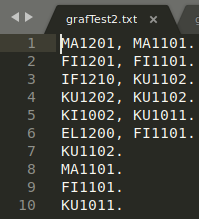 grafTest2.txt
1 MA1201, MA1101.
2 FI1201, FI1101.
3 IF1210, KU1102.
4 KU1202, KU1102.
5 KI1002, KU1011.
6 EL1200, FI1101.
7 KU1102.
8 MA1101.
9 FI1101.
10 KU1011.